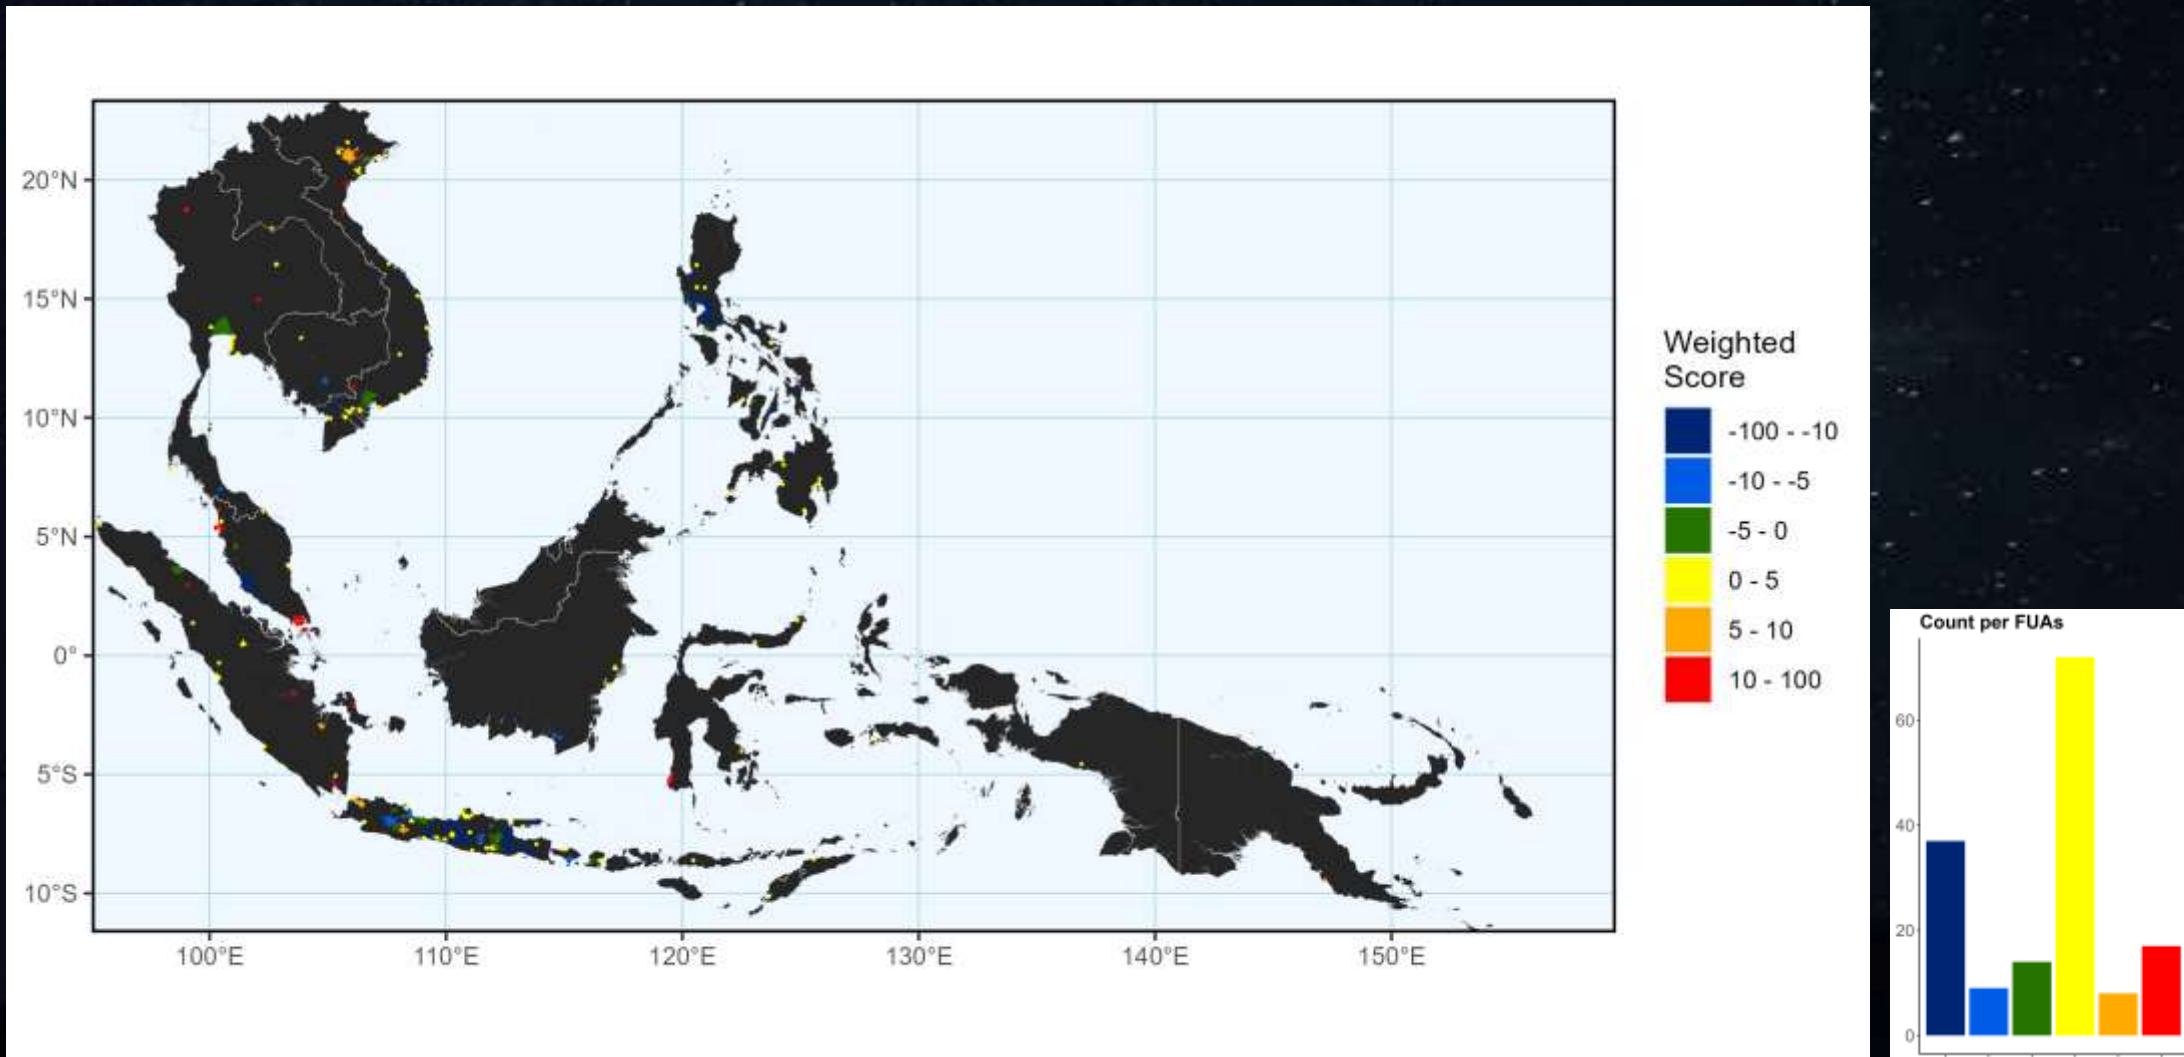 20°N
15°N
10°N
5°N
0°
5°S
10°S
100°E 110°E 120°E 130°E 140°E 150°E
Weighted
Score
-100 - -10
-10 - -5
-5 - 0
0 - 5
5 - 10
10 - 100
Count per FUAs
60
40
20
0